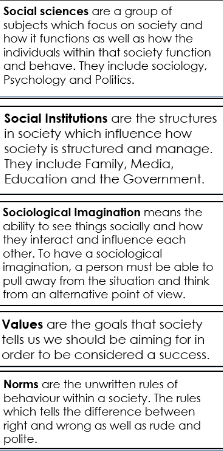 Social sciences are a group of
subjects which focus on society and
how it functions as well as how the
individuals within that society function
and behave. They include sociology,
Psychology and Politics.
Social Institutions are the structures
in society which influence how
society is structured and manage.
They include Family, Media,
Education and the Government.
Sociological Imagination means the
ability to see things socially and how
they interact and influence each
other. To have a sociological
imagination, a person must be able to
pull away from the situation and think
from an alternative point of view.
Values are the goals that society
tells us we should be aiming for in
order to be considered a success.
Norms are the unwritten rules of
behaviour within a society. The rules
which tells the difference between
right and wrong as well as rude and
polite.